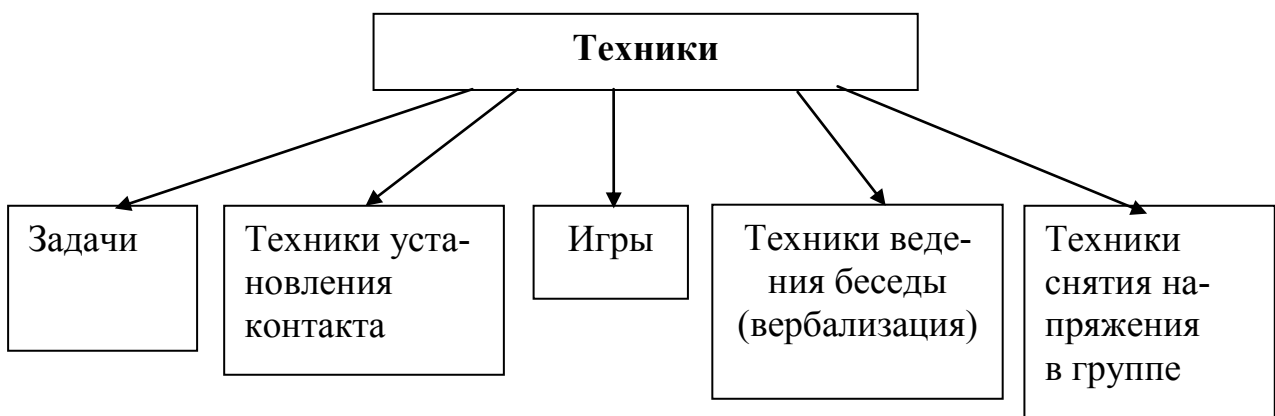 Техники
Задачи
Техники уста-
новления
контакта
Игры
Техники веде-
ния беседы
(вербализация)
Техники
снятия на-
пряжения
в группе